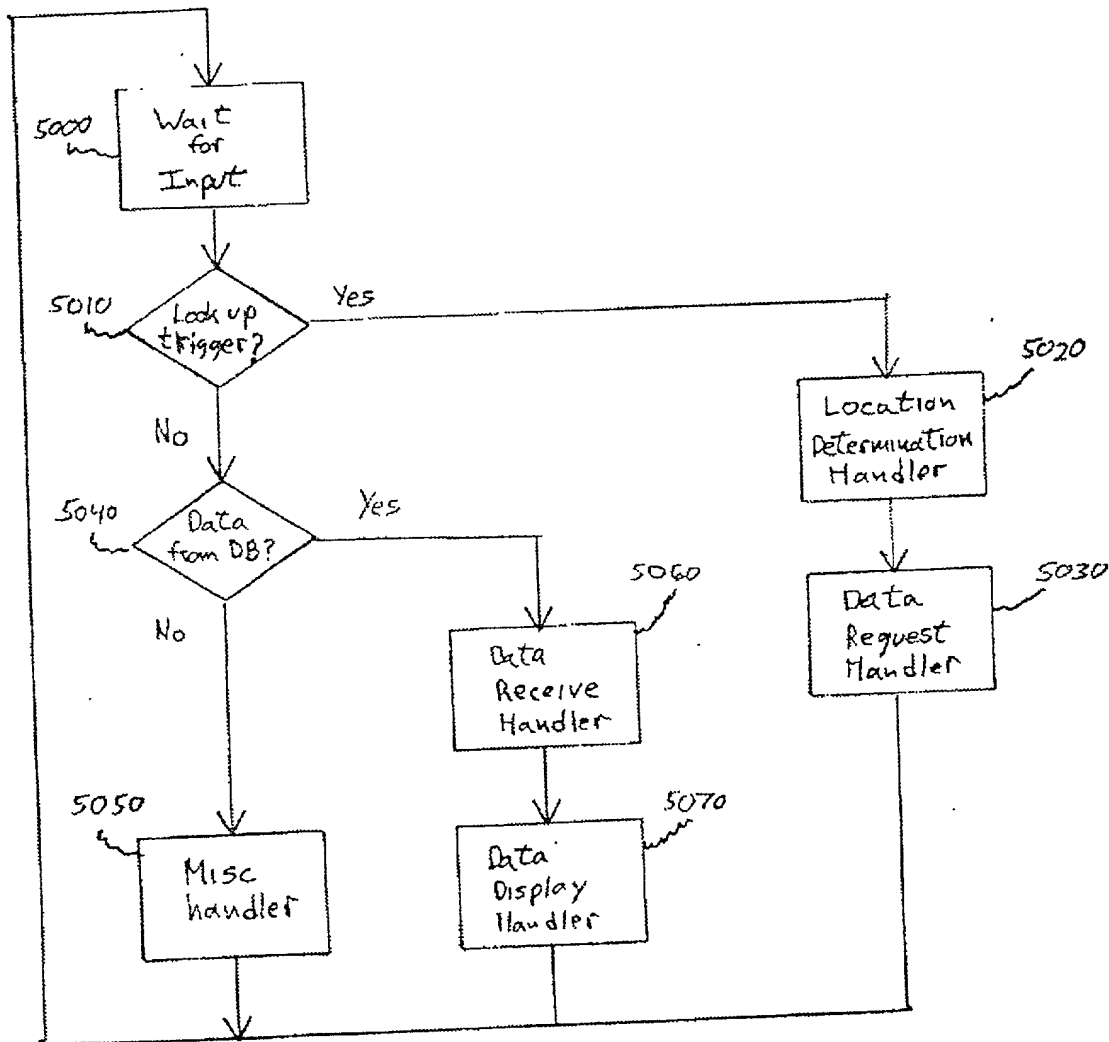 5000
Wait
for
Input
5010
Look up
trigger?
Yes
No
5020
Location
Determination
Handler
5040
Data
from DB?
Yes
No
5030
Data
Request
Handler
5060
Data
Receive
Handler
5050
Misc
handler
5070
Data
Display
Handler